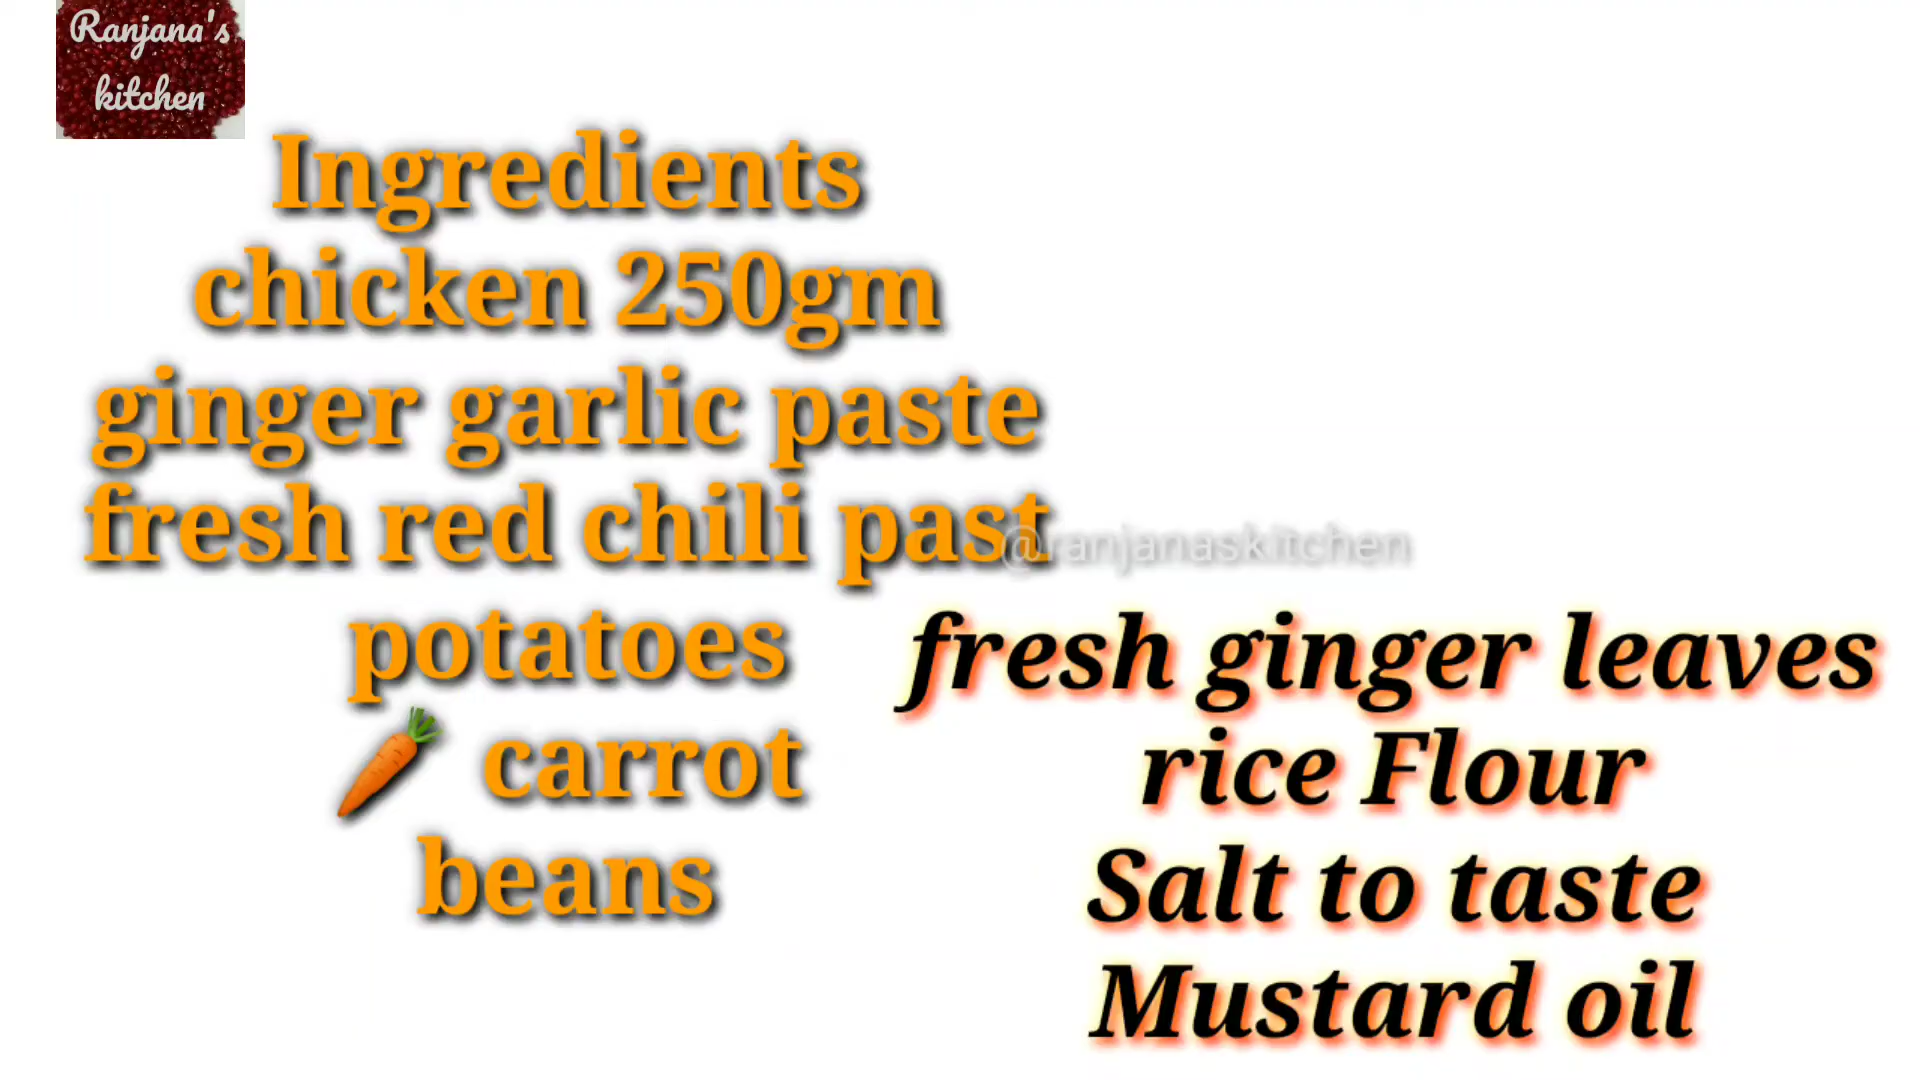 Ranjana's
kitchen
Ingredients
chicken 250gm
ginger garlic paste
fresh red chili past
@ranjanaskitchen
potatoes
🥕 carrot
beans
fresh ginger leaves
rice Flour
Salt to taste
Mustard oil